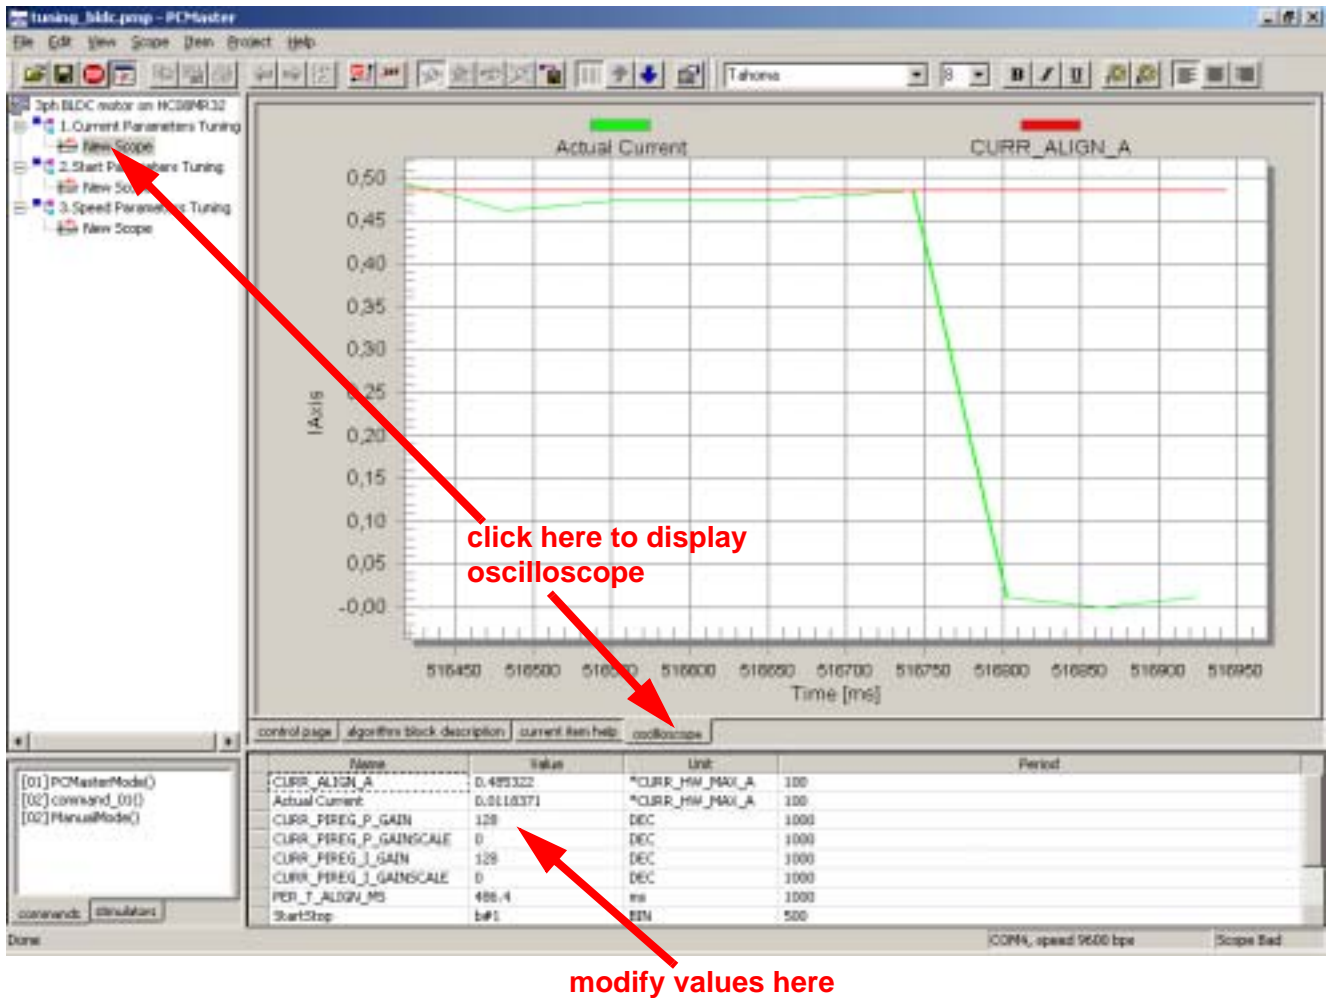 tuning_bldc.pmp - PCMaster
File Edit View Scope Item Project Help
Tahoma 8 B I U
3ph BLDC motor on HC08MR32
1.Current Parameters Tuning
New Scope
2.Start Parameters Tuning
New Scope
3.Speed Parameters Tuning
New Scope
Actual Current CURR_ALIGN_A
0,50
0,45
0,40
0,35
0,30
0,25
0,20
0,15
0,10
0,05
-0,00
IAxis
516450 516500 516550 516600 516650 516700 516750 516800 516850 516900 516950
Time [ms]
click here to display
oscilloscope
control page algorithm block description current item help oscilloscope
Name Value Unit Period
CURR_ALIGN_A 0.485322 *CURR_HW_MAX_A 100
Actual Current 0.0118371 *CURR_HW_MAX_A 100
CURR_PIREG_P_GAIN 128 DEC 1000
CURR_PIREG_P_GAINSCALE 0 DEC 1000
CURR_PIREG_I_GAIN 128 DEC 1000
CURR_PIREG_I_GAINSCALE 0 DEC 1000
PER_T_ALIGN_MS 486.4 ms 1000
StartStop b#1 BIN 500
[01] PCMasterMode()
[02] command_01()
[02] ManualMode()
commands stimulators
Done COM4, speed 9600 bps Scope Bad
modify values here